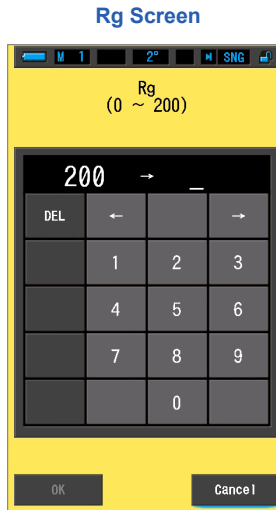 Rg Screen
M 1 2° SNG
Rg
(0 ~ 200)
200 → _
DEL ← →
1 2 3
4 5 6
7 8 9
0
OK Cancel